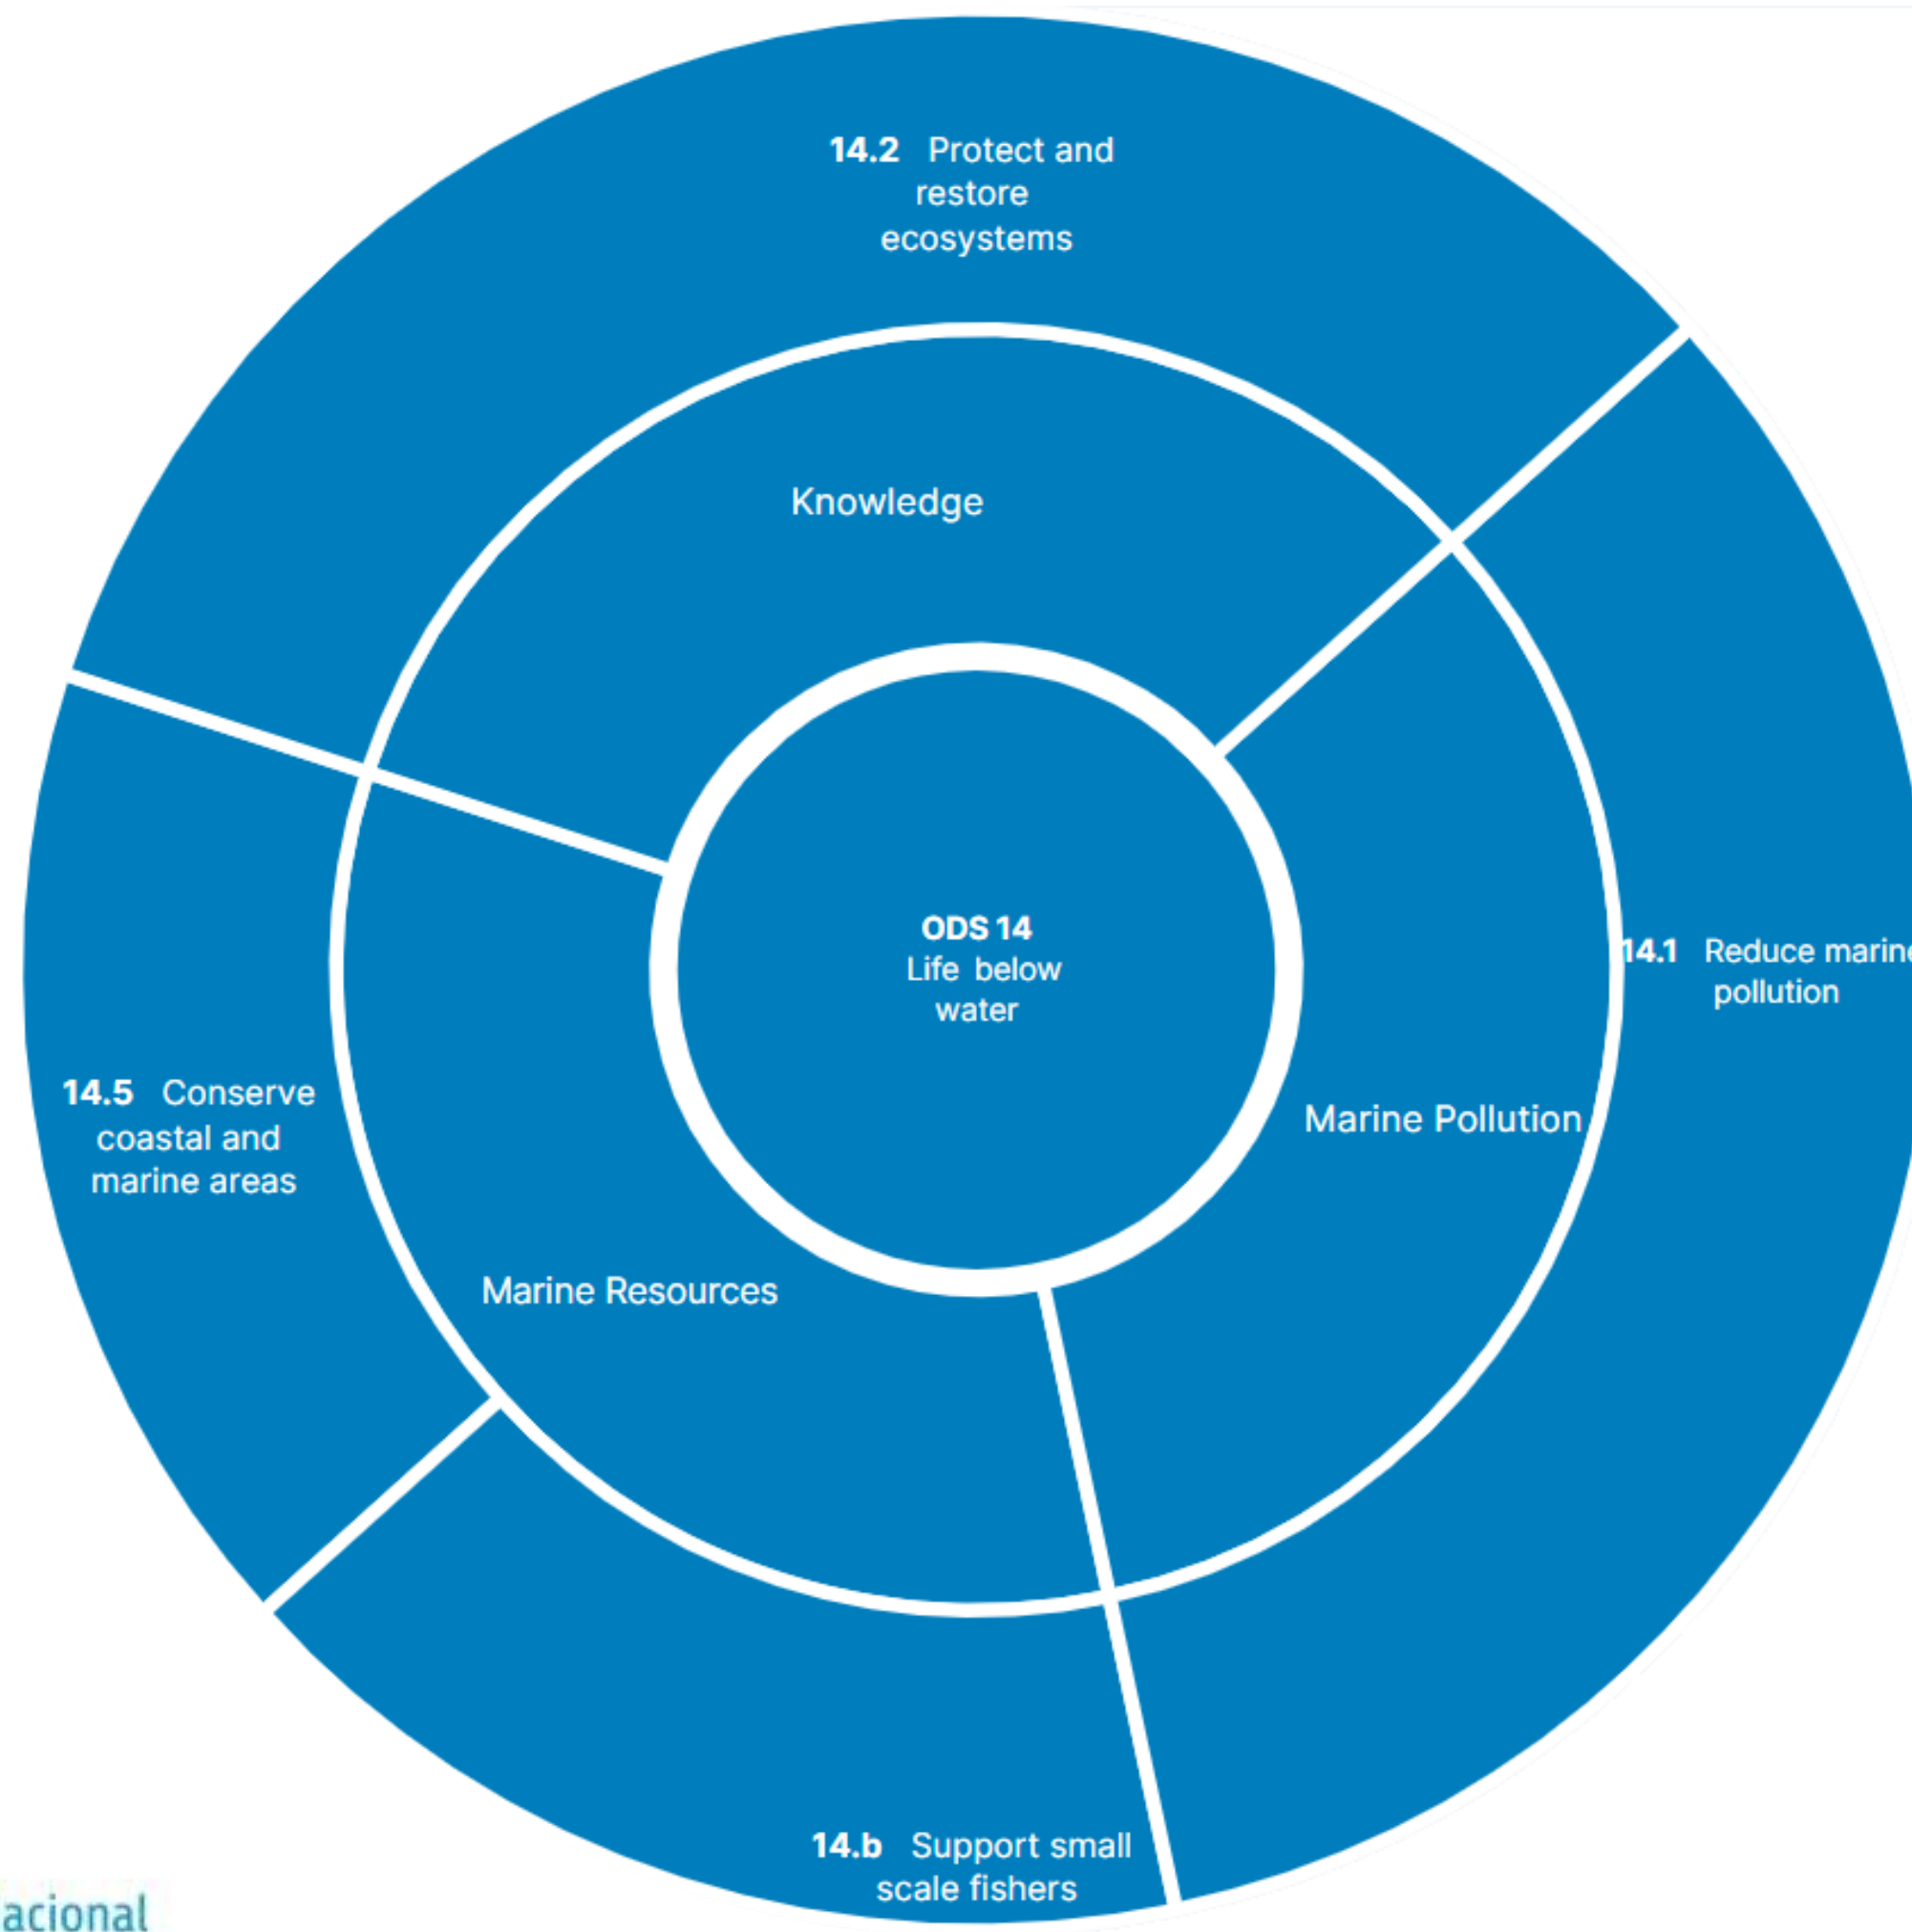 14.2 Protect and
restore
ecosystems
Knowledge
ODS 14
Life below
water
14.1 Reduce marine
pollution
14.5 Conserve
coastal and
marine areas
Marine Pollution
Marine Resources
14.b Support small
scale fishers
acional